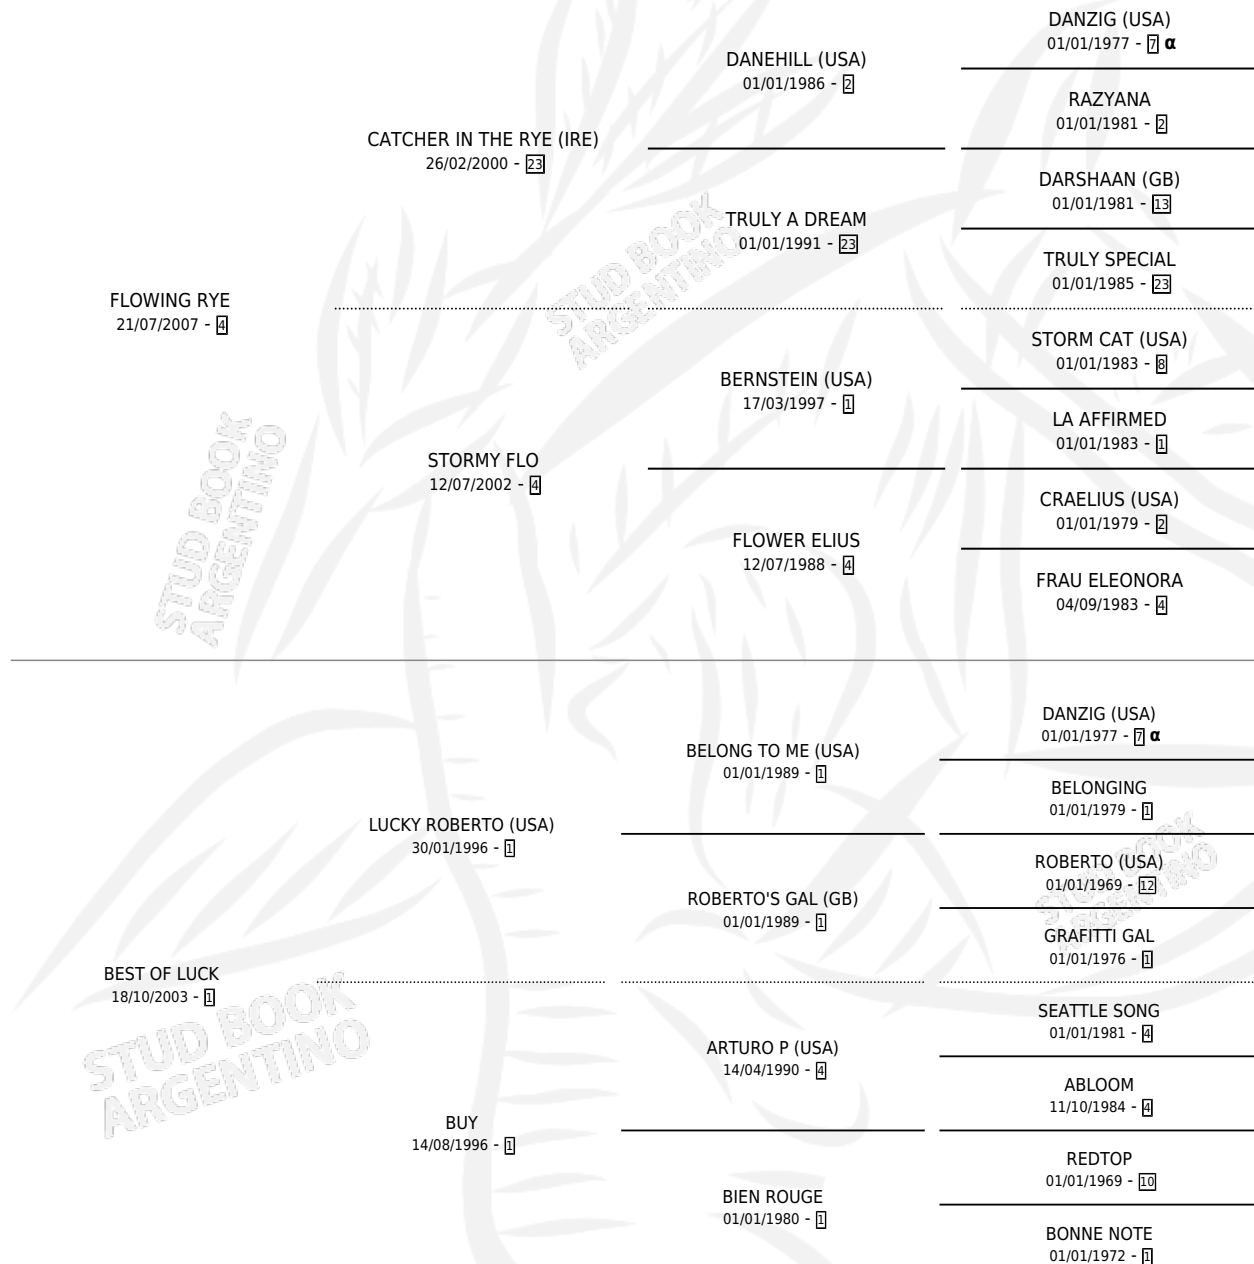 DANZIG (USA)
01/01/1977 - 7 α
DANEHILL (USA)
01/01/1986 - 2
RAZYANA
01/01/1981 - 2
CATCHER IN THE RYE (IRE)
26/02/2000 - 23
DARSHAAN (GB)
01/01/1981 - 13
TRULY A DREAM
01/01/1991 - 23
TRULY SPECIAL
01/01/1985 - 23
FLOWING RYE
21/07/2007 - 4
STORM CAT (USA)
01/01/1983 - 8
BERNSTEIN (USA)
17/03/1997 - 1
LA AFFIRMED
01/01/1983 - 1
STORMY FLO
12/07/2002 - 4
CRAELIUS (USA)
01/01/1979 - 2
FLOWER ELIUS
12/07/1988 - 4
FRAU ELEONORA
04/09/1983 - 4
STUD BOOK
ARGENTINO
STUD BOOK
ARGENTINO
DANZIG (USA)
01/01/1977 - 7 α
BELONG TO ME (USA)
01/01/1989 - 1
BELONGING
01/01/1979 - 1
LUCKY ROBERTO (USA)
30/01/1996 - 1
ROBERTO (USA)
01/01/1969 - 12
ROBERTO'S GAL (GB)
01/01/1989 - 1
GRAFITTI GAL
01/01/1976 - 1
BEST OF LUCK
18/10/2003 - 1
SEATTLE SONG
01/01/1981 - 4
ARTURO P (USA)
14/04/1990 - 4
ABLOOM
11/10/1984 - 4
BUY
14/08/1996 - 1
REDTOP
01/01/1969 - 10
BIEN ROUGE
01/01/1980 - 1
BONNE NOTE
01/01/1972 - 1
STUD BOOK
ARGENTINO
STUD BOOK
ARGENTINO